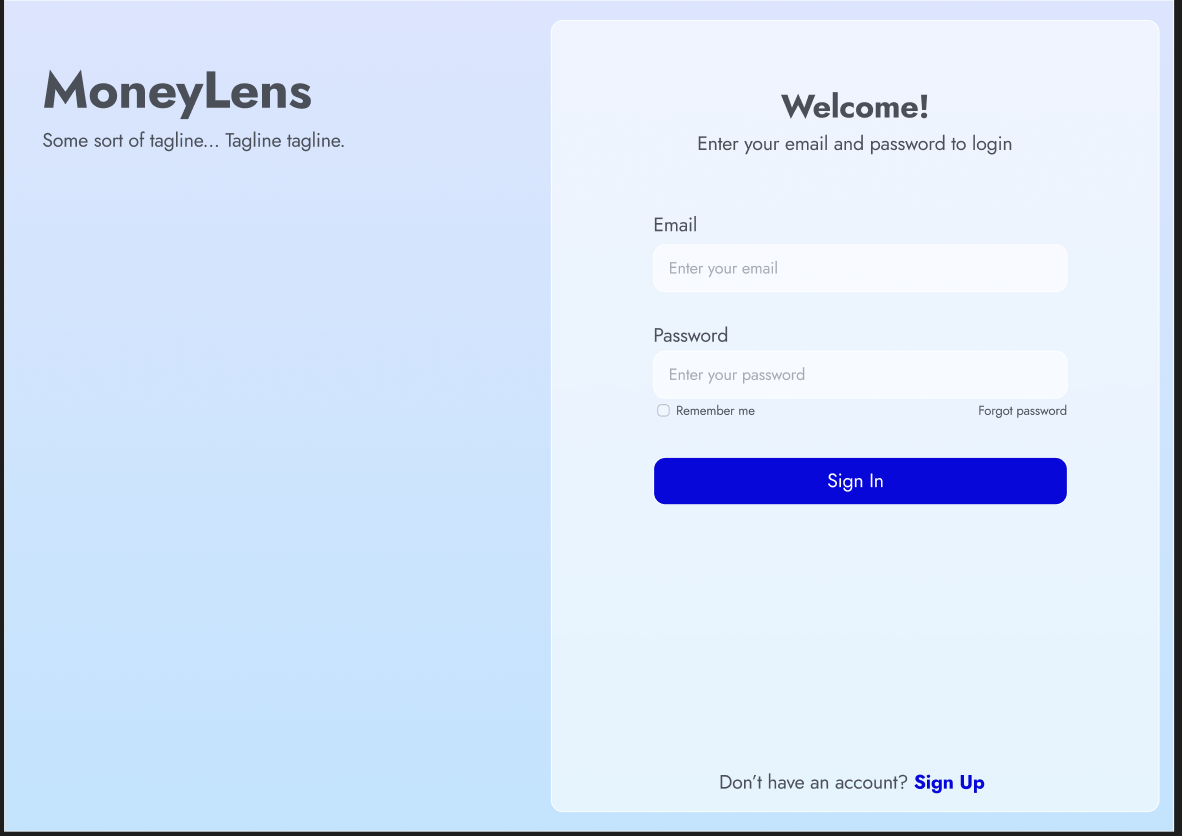 MoneyLens
Some sort of tagline... Tagline tagline.
Welcome!
Enter your email and password to login
Email
Enter your email
Password
Enter your password
Remember me
Forgot password
Sign In
Don't have an account? Sign Up